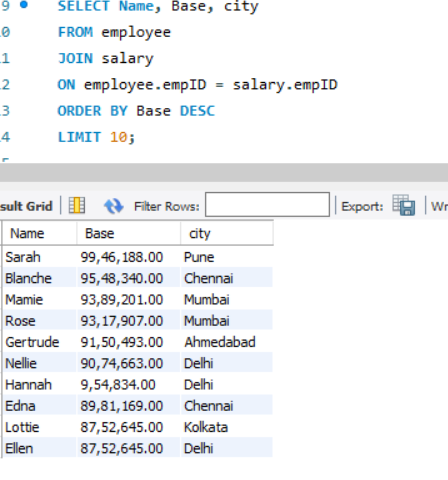 9 SELECT Name, Base, city
0 FROM employee
1 JOIN salary
2 ON employee.empID = salary.empID
3 ORDER BY Base DESC
4 LIMIT 10;
sult Grid Filter Rows: Export: Wr
Name Base city
Sarah 99,46,188.00 Pune
Blanche 95,48,340.00 Chennai
Mamie 93,89,201.00 Mumbai
Rose 93,17,907.00 Mumbai
Gertrude 91,50,493.00 Ahmedabad
Nellie 90,74,663.00 Delhi
Hannah 9,54,834.00 Delhi
Edna 89,81,169.00 Chennai
Lottie 87,52,645.00 Kolkata
Ellen 87,52,645.00 Delhi